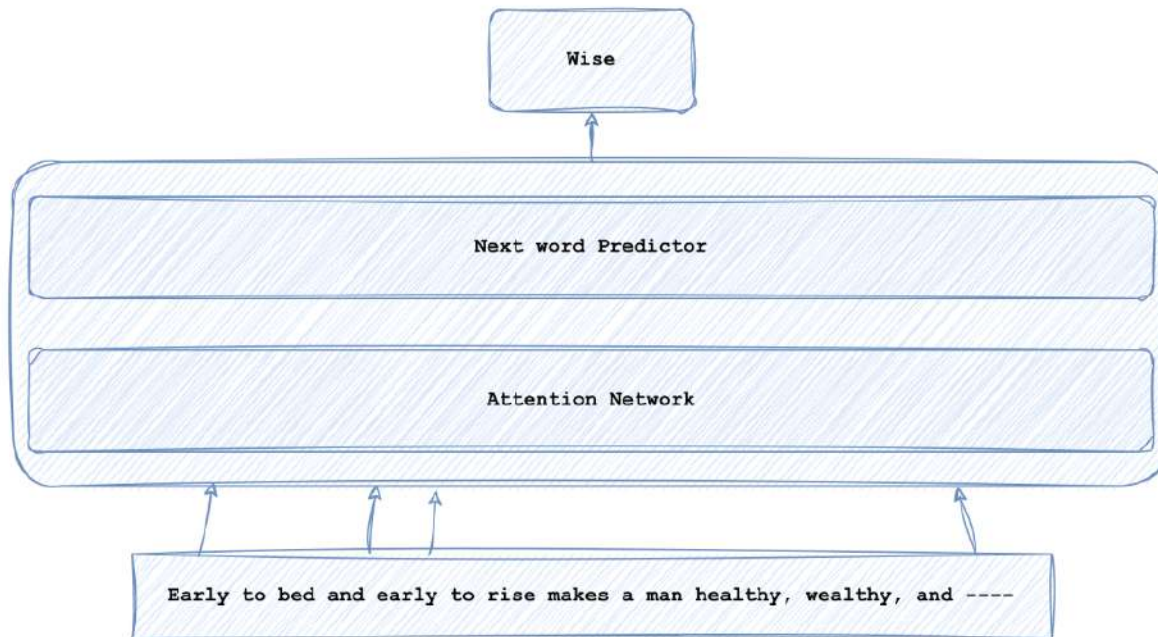 Wise
Next word Predictor
Attention Network
Early to bed and early to rise makes a man healthy, wealthy, and ----